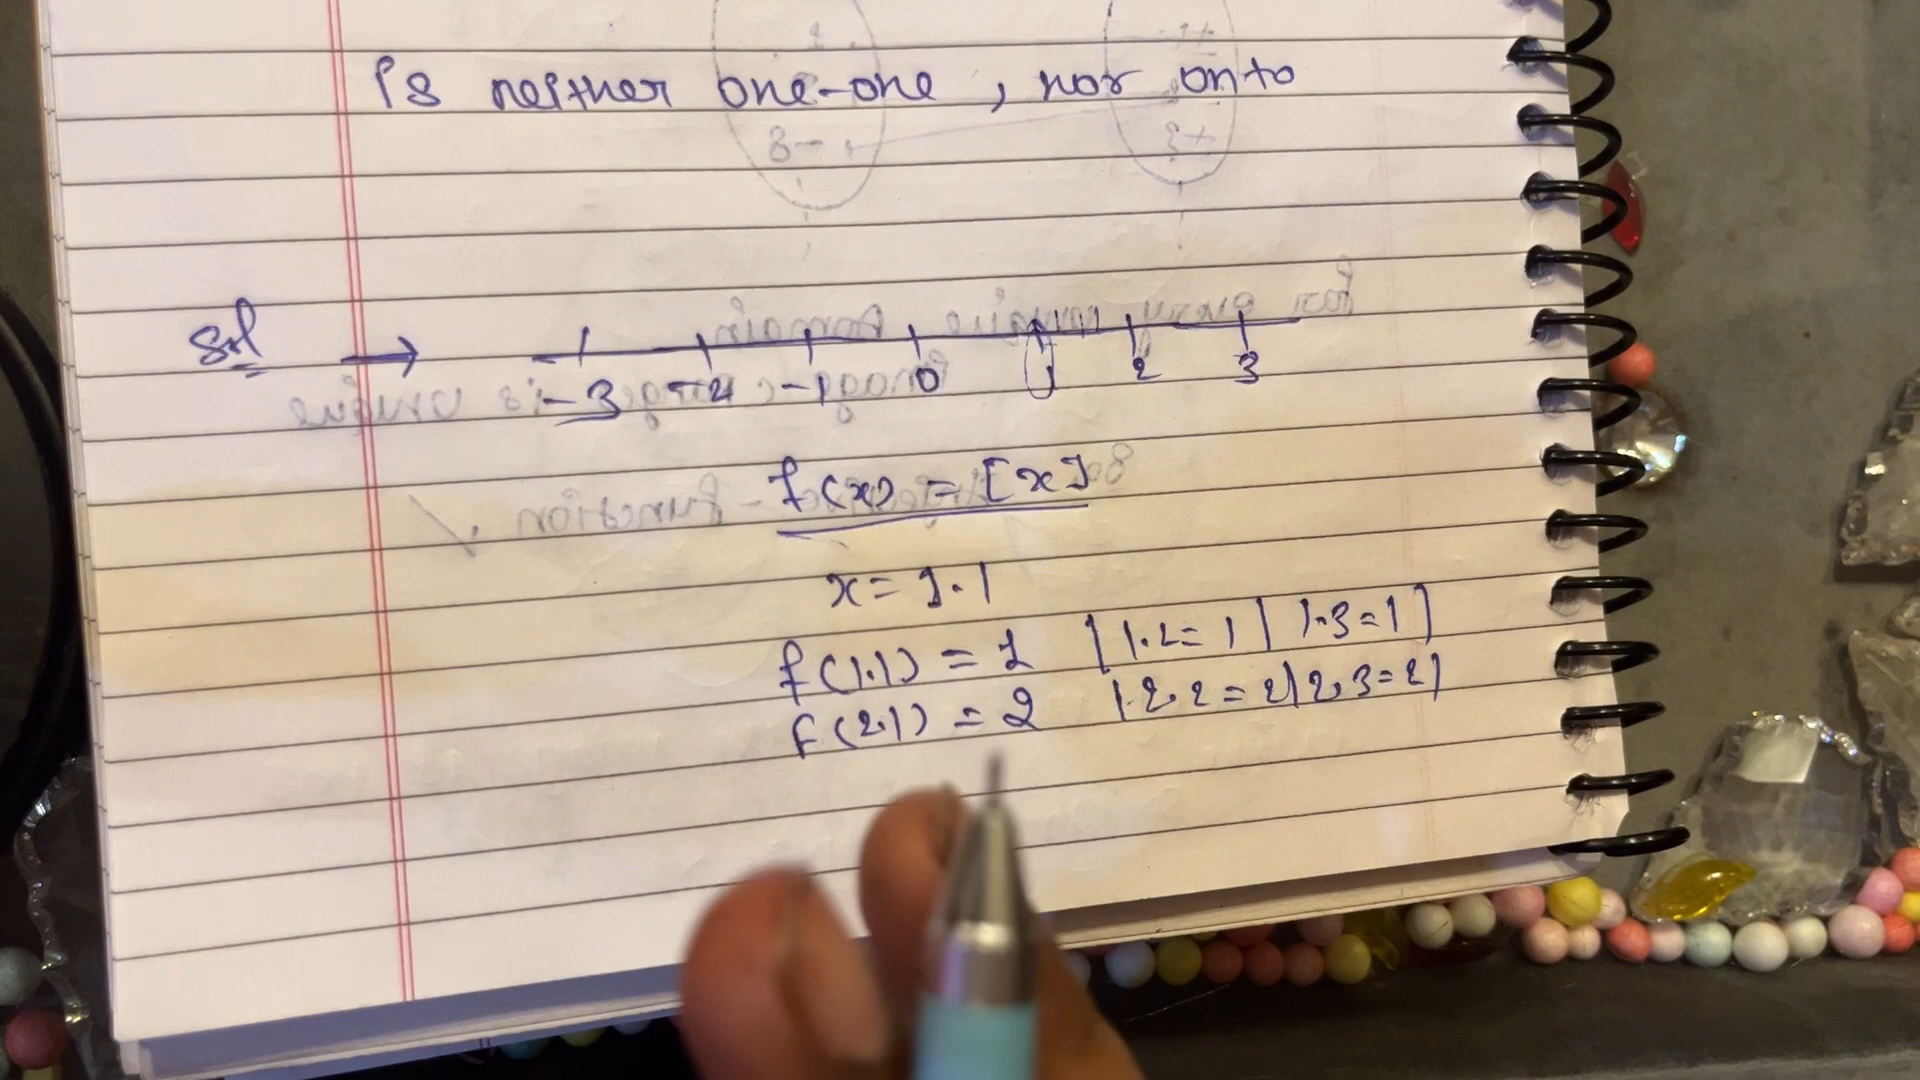 is neither one-one , nor onto
Sol → -3 -2 -1 0 1 2 3
f(x) = [x]
x = 1.1
f(1.1) = 1 | 1.2 = 1 | 1.3 = 1 |
f(2.1) = 2 | 2.2 = 2 | 2.3 = 2 |